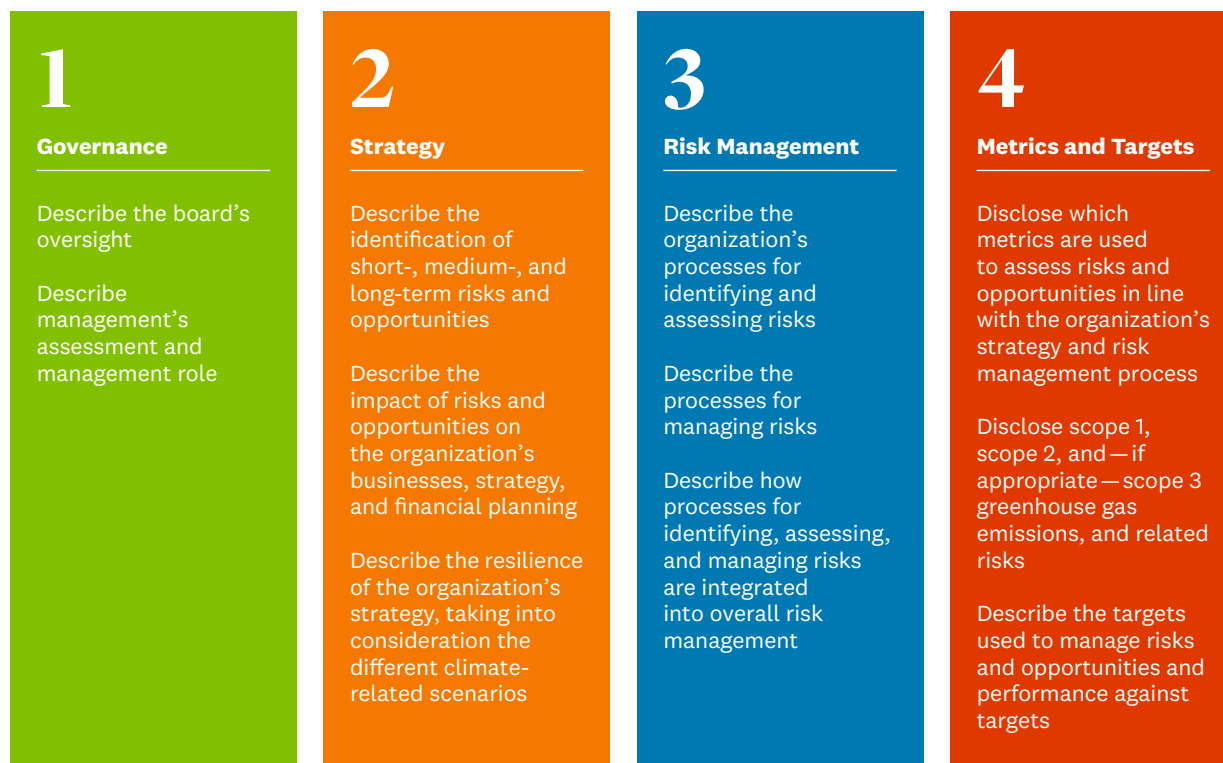 1
Governance
Describe the board’s
oversight
Describe
management’s
assessment and
management role
2
Strategy
Describe the
identification of
short-, medium-, and
long-term risks and
opportunities
Describe the
impact of risks and
opportunities on
the organization’s
businesses, strategy,
and financial planning
Describe the resilience
of the organization’s
strategy, taking into
consideration the
different climate-
related scenarios
3
Risk Management
Describe the
organization’s
processes for
identifying and
assessing risks
Describe the
processes for
managing risks
Describe how
processes for
identifying, assessing,
and managing risks
are integrated
into overall risk
management
4
Metrics and Targets
Disclose which
metrics are used
to assess risks and
opportunities in line
with the organization’s
strategy and risk
management process
Disclose scope 1,
scope 2, and — if
appropriate — scope 3
greenhouse gas
emissions, and related
risks
Describe the targets
used to manage risks
and opportunities and
performance against
targets